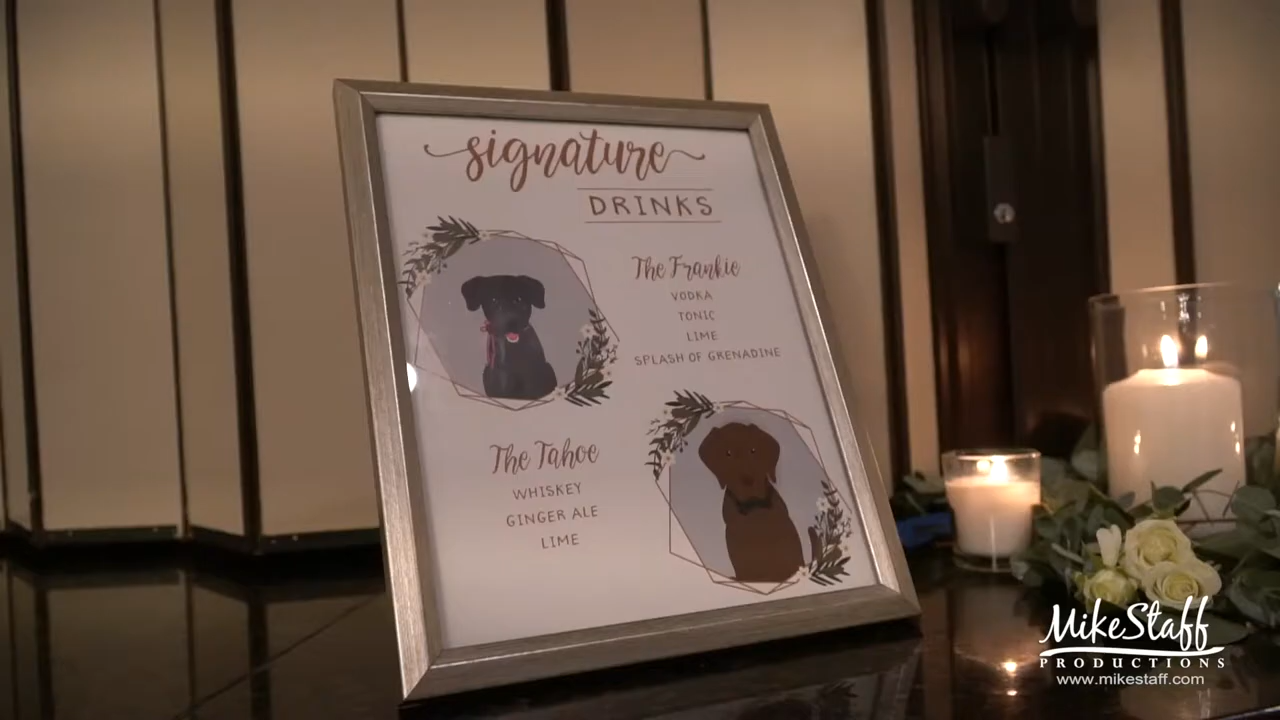 signature
DRINKS
The Frankie
VODKA
TONIC
LIME
SPLASH OF GRENADINE
The Tahoe
WHISKEY
GINGER ALE
LIME
MikeStaff
PRODUCTIONS
www.mikestaff.com